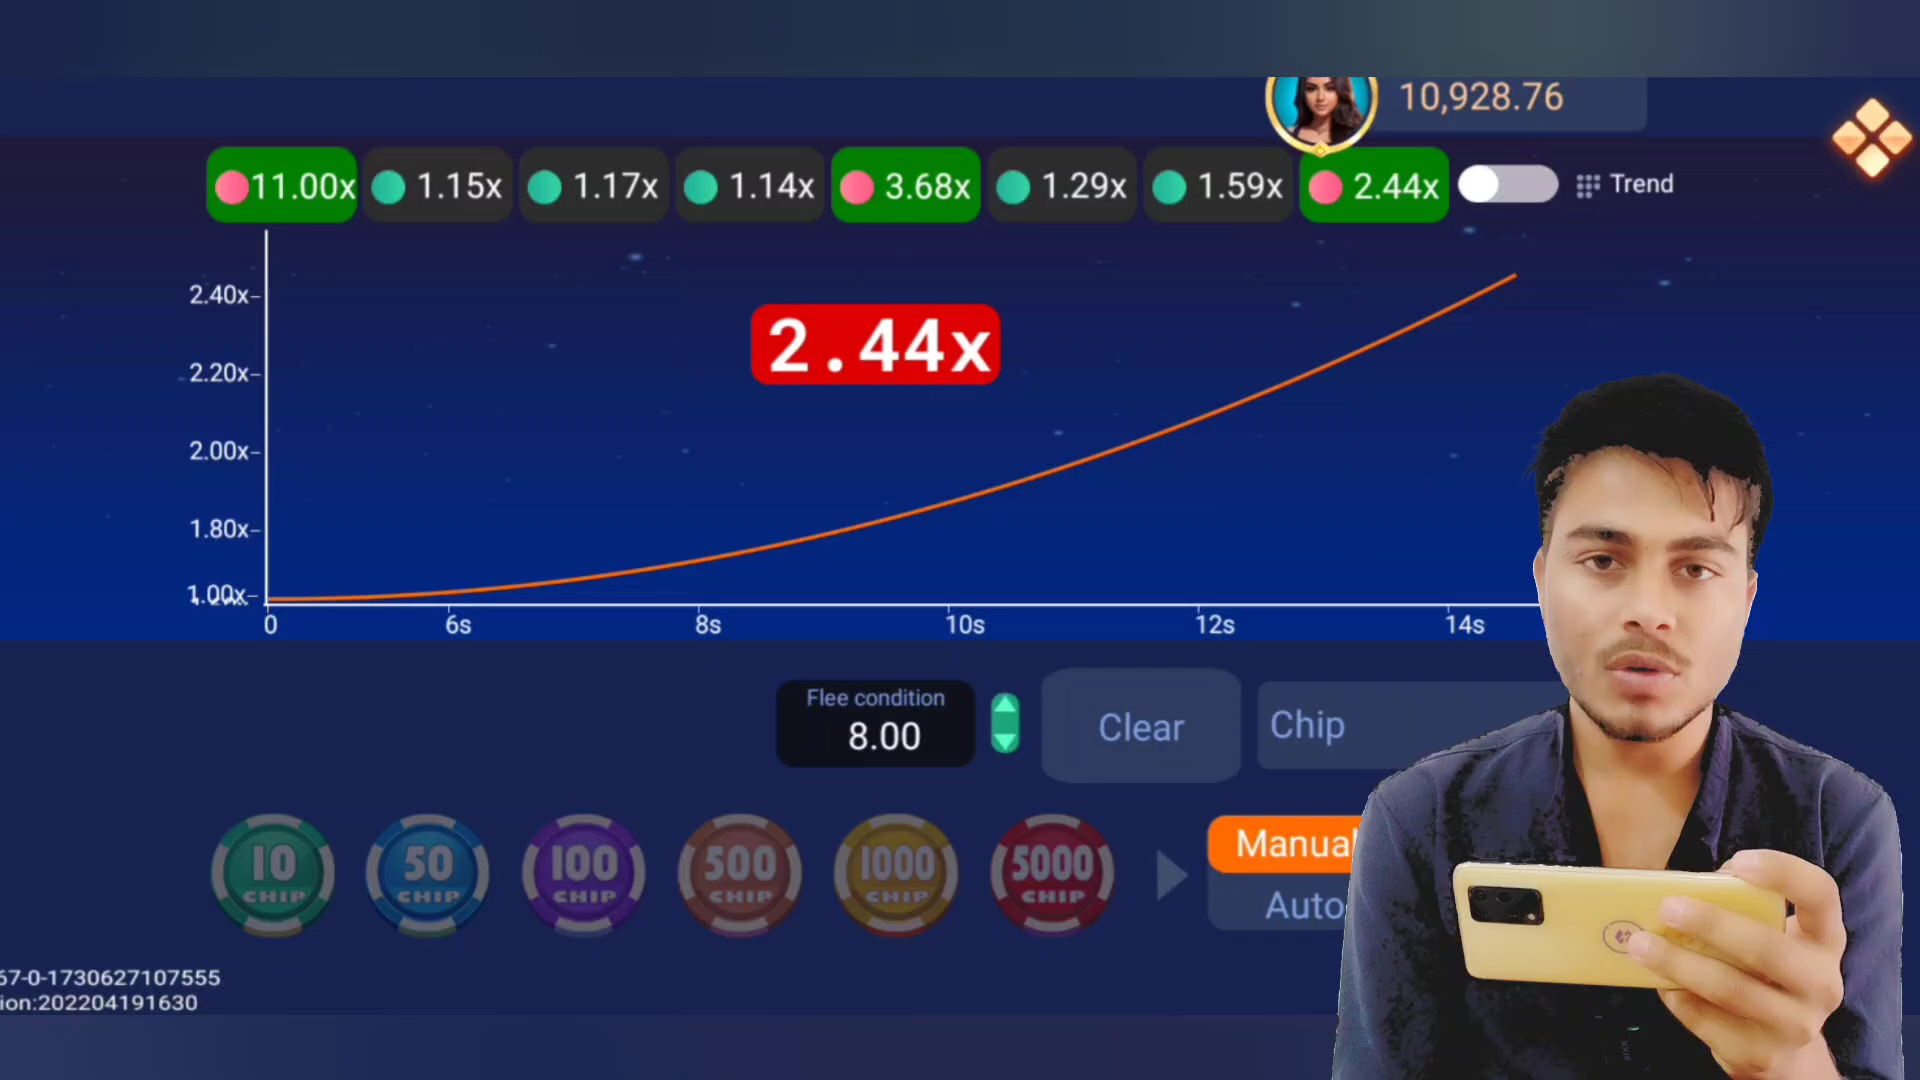 10,928.76
11.00x 1.15x 1.17x 1.14x 3.68x 1.29x 1.59x 2.44x Trend
2.40x
2.44x
2.20x
2.00x
1.80x
1.00x
0 6s 8s 10s 12s 14s
Flee condition
8.00
Clear
Chip
10 CHIP
50 CHIP
100 CHIP
500 CHIP
1000 CHIP
5000 CHIP
Manual
Auto
67-0-1730627107555
ion:202204191630